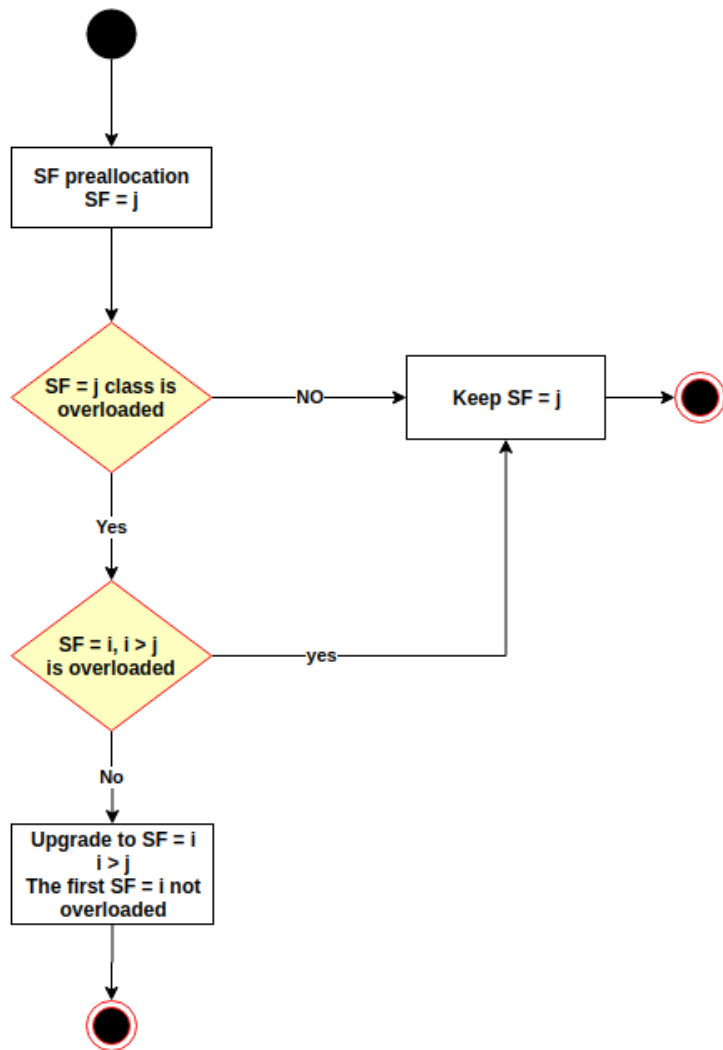 SF preallocation
SF = j
SF = j class is
overloaded
NO
Keep SF = j
Yes
SF = i, i > j
is overloaded
yes
No
Upgrade to SF = i
i > j
The first SF = i not
overloaded